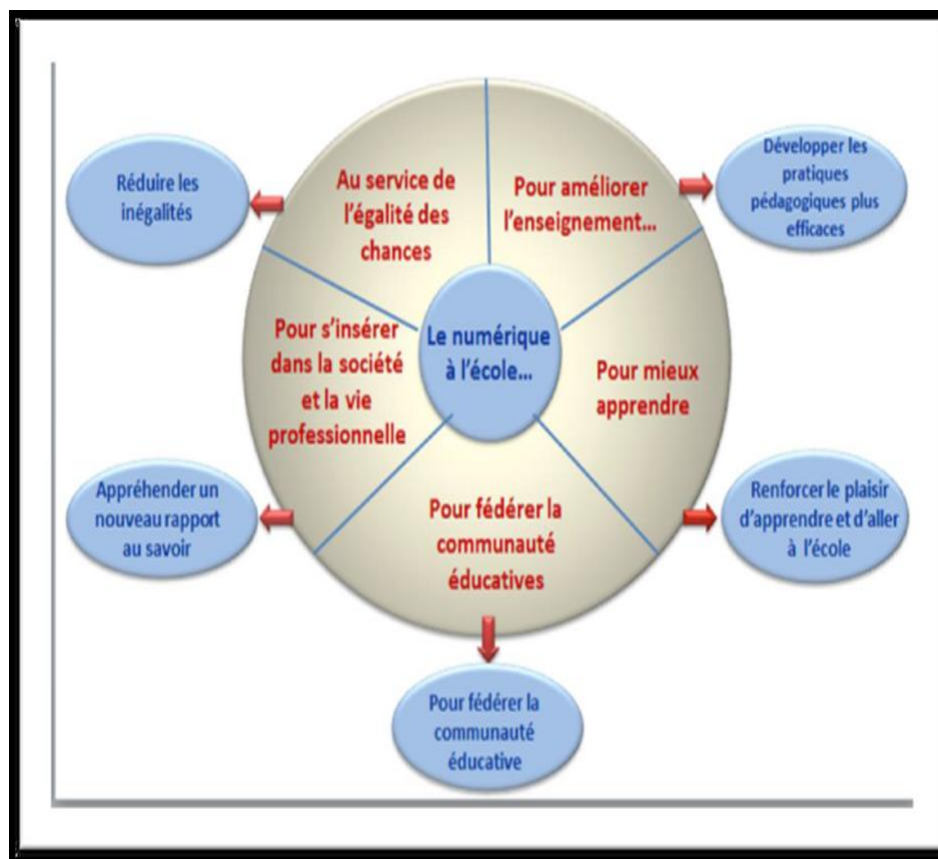 Au service de
l'égalité des
chances
Pour améliorer
l'enseignement...
Développer les
pratiques
pédagogiques plus
efficaces
Réduire les
inégalités
Pour s'insérer
dans la société
et la vie
professionnelle
Le numérique
à l'école...
Pour mieux
apprendre
Appréhender un
nouveau rapport
au savoir
Pour fédérer la
communauté
éducatives
Renforcer le plaisir
d'apprendre et d'aller
à l'école
Pour fédérer la
communauté
éducative